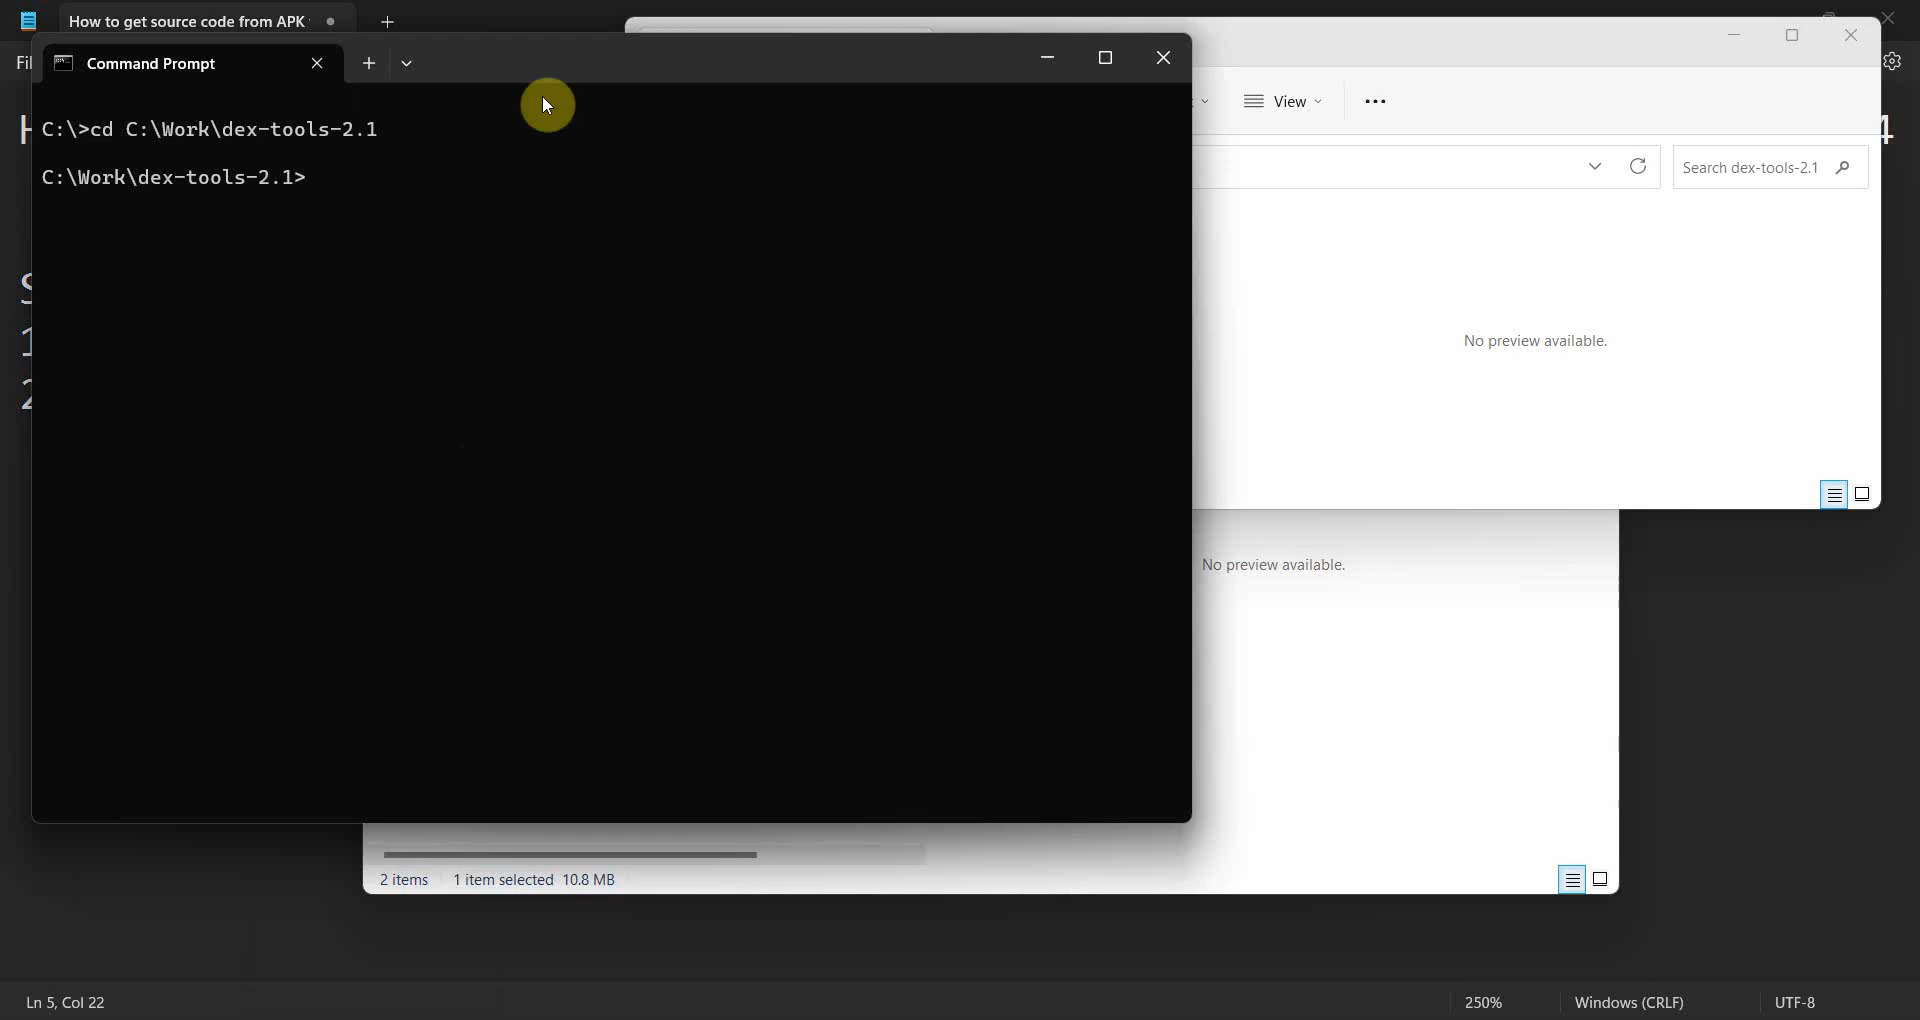 How to get source code from APK
Command Prompt
View
C:\>cd C:\Work\dex-tools-2.1
C:\Work\dex-tools-2.1>
Search dex-tools-2.1
No preview available.
No preview available.
2 items 1 item selected 10.8 MB
Ln 5, Col 22
250%
Windows (CRLF)
UTF-8